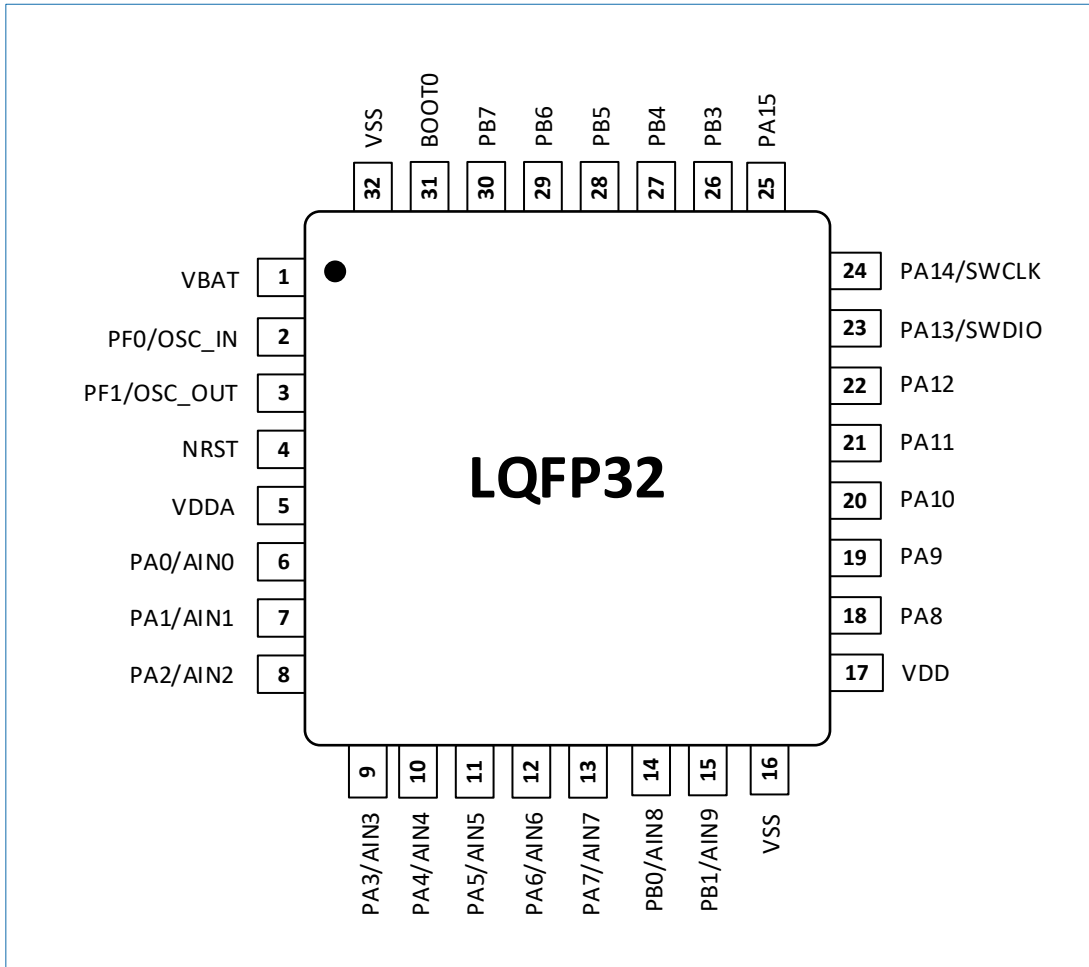 VSS
BOOT0
PB7
PB6
PB5
PB4
PB3
PA15
32
31
30
29
28
27
26
25
VBAT 1
PF0/OSC_IN 2
PF1/OSC_OUT 3
NRST 4
VDDA 5
PA0/AIN0 6
PA1/AIN1 7
PA2/AIN2 8
LQFP32
24 PA14/SWCLK
23 PA13/SWDIO
22 PA12
21 PA11
20 PA10
19 PA9
18 PA8
17 VDD
9
10
11
12
13
14
15
16
PA3/AIN3
PA4/AIN4
PA5/AIN5
PA6/AIN6
PA7/AIN7
PB0/AIN8
PB1/AIN9
VSS